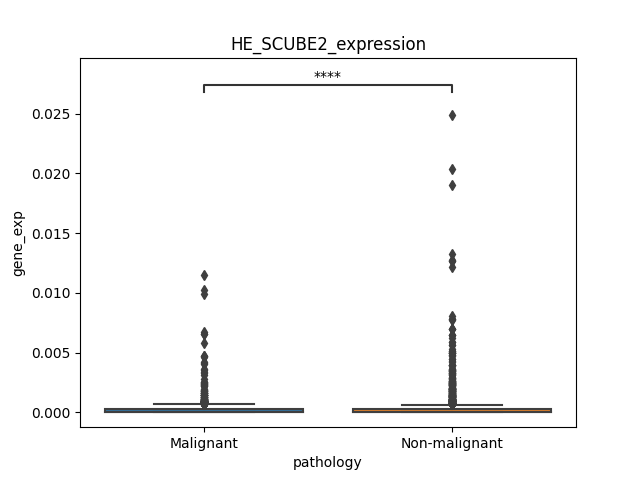 HE_SCUBE2_expression
****
0.025
0.020
0.015
0.010
0.005
0.000
gene_exp
Malignant
Non-malignant
pathology